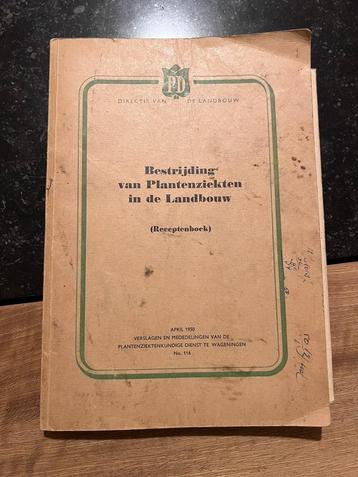 PD
DIRECTIE VAN DE LANDBOUW
Bestrijding
van Plantenziekten
in de Landbouw
(Receptenboek)
APRIL 1950
VERSLAGEN EN MEDEDELINGEN VAN DE
PLANTENZIEKTENKUNDIGE DIENST TE WAGENINGEN
No. 116